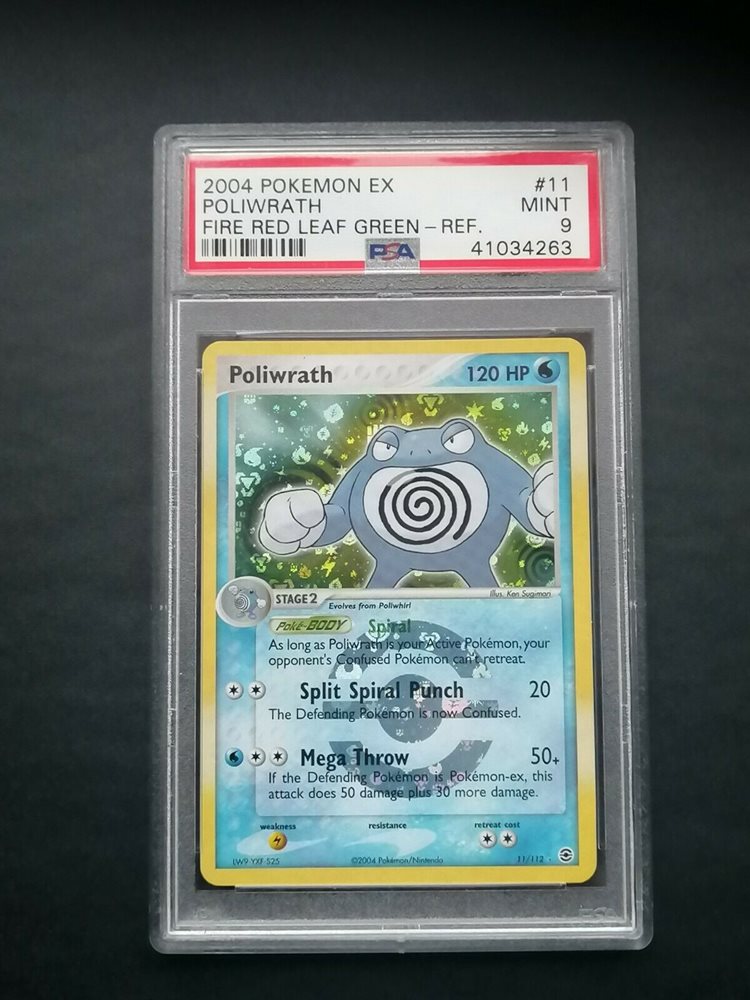 2004 POKEMON EX #11
POLIWRATH MINT
FIRE RED LEAF GREEN - REF. 9
PSA 41034263
Poliwrath 120 HP
STAGE 2 Illus. Ken Sugimori
Evolves from Poliwhirl
Poké-BODY Spiral
As long as Poliwrath is your Active Pokémon, your
opponent's Confused Pokémon can't retreat.
Split Spiral Punch 20
The Defending Pokémon is now Confused.
Mega Throw 50+
If the Defending Pokémon is Pokémon-ex, this
attack does 50 damage plus 30 more damage.
weakness resistance retreat cost
LW9-YXF-S25 ©2004 Pokémon/Nintendo 11/112